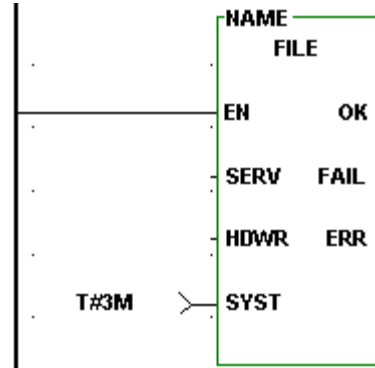 NAME
FILE
EN OK
SERV FAIL
HDWR ERR
T#3M SYST